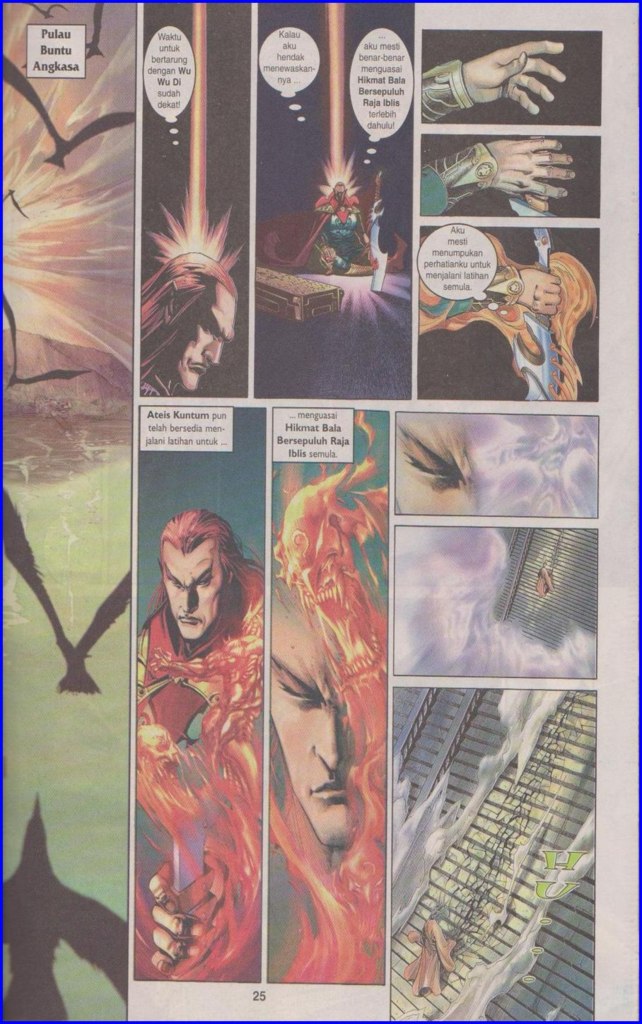 Pulau
Buntu
Angkasa
Waktu
untuk
bertarung
dengan Wu
Wu Di
sudah
dekat!
Kalau
aku
hendak
menewaskan-
nya ...
...
aku mesti
benar-benar
menguasai
Hikmat Bala
Bersepuluh
Raja Iblis
terlebih
dahulu!
Aku
mesti
menumpukan
perhatianku untuk
menjalani latihan
semula.
Ateis Kuntum pun
telah bersedia men-
jalani latihan untuk ...
... menguasai
Hikmat Bala
Bersepuluh Raja
Iblis semula.
HU...
25